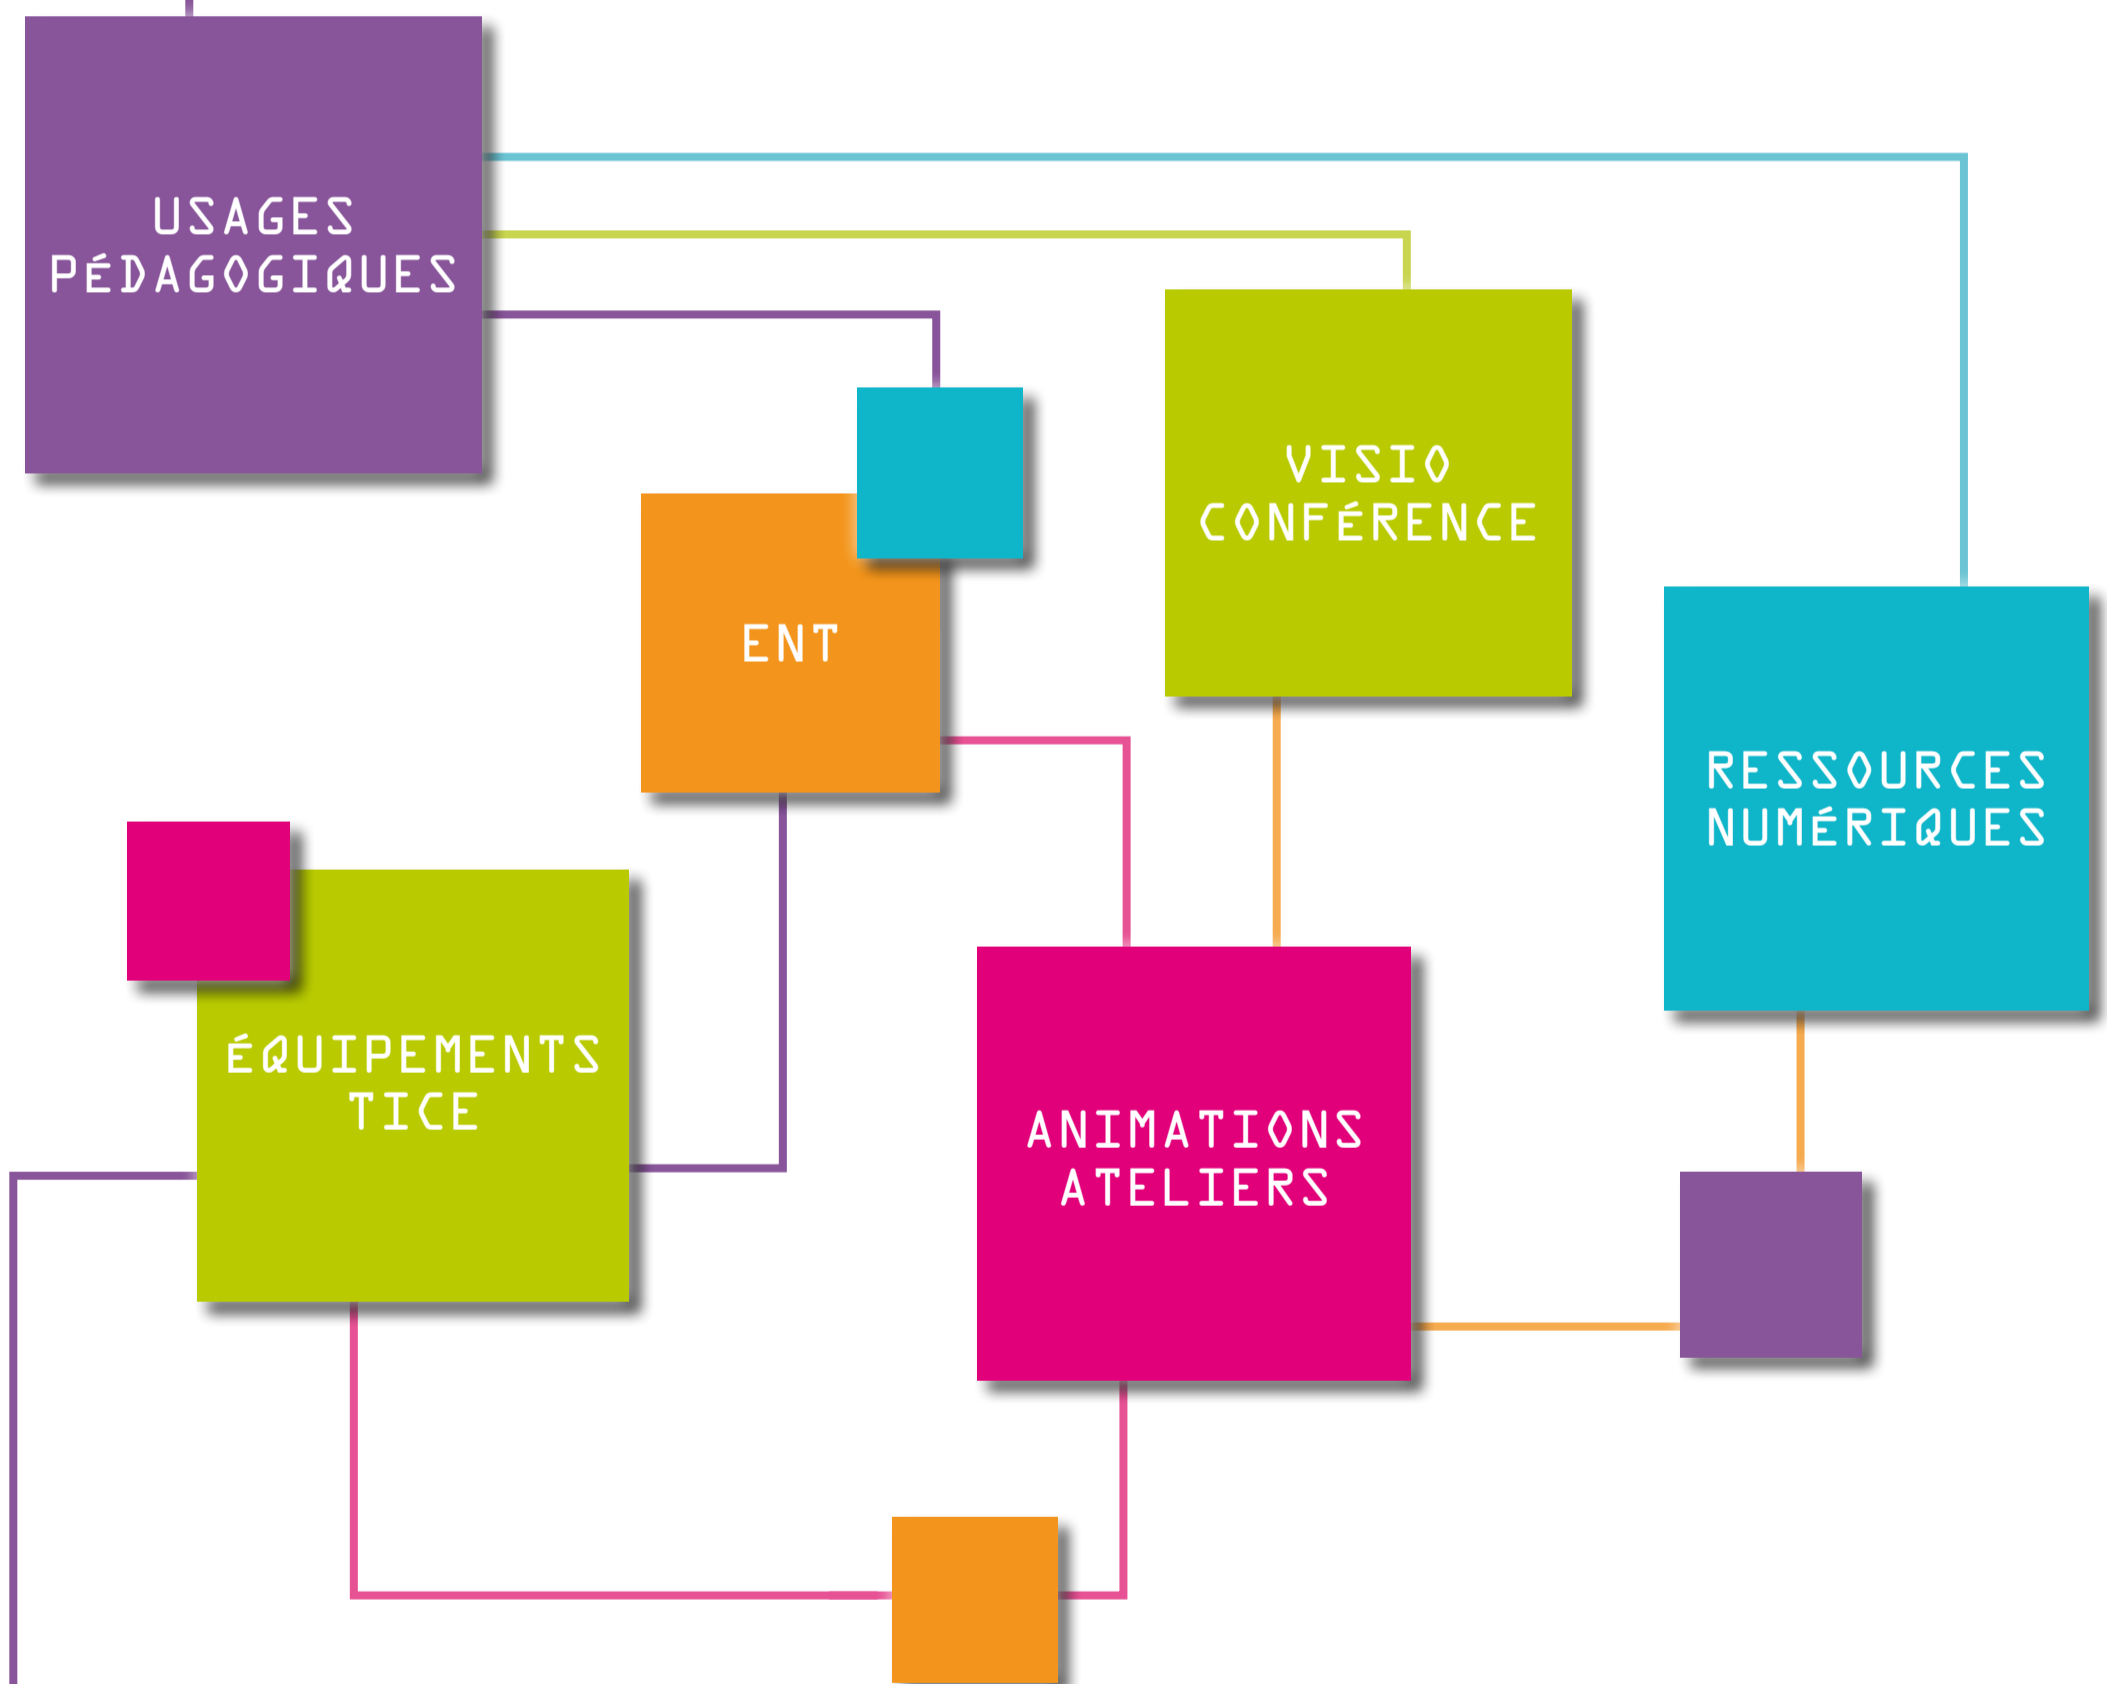 USAGES
PÉDAGOGIQUES
VISIO
CONFÉRENCE
ENT
RESSOURCES
NUMÉRIQUES
ÉQUIPEMENTS
TICE
ANIMATIONS
ATELIERS